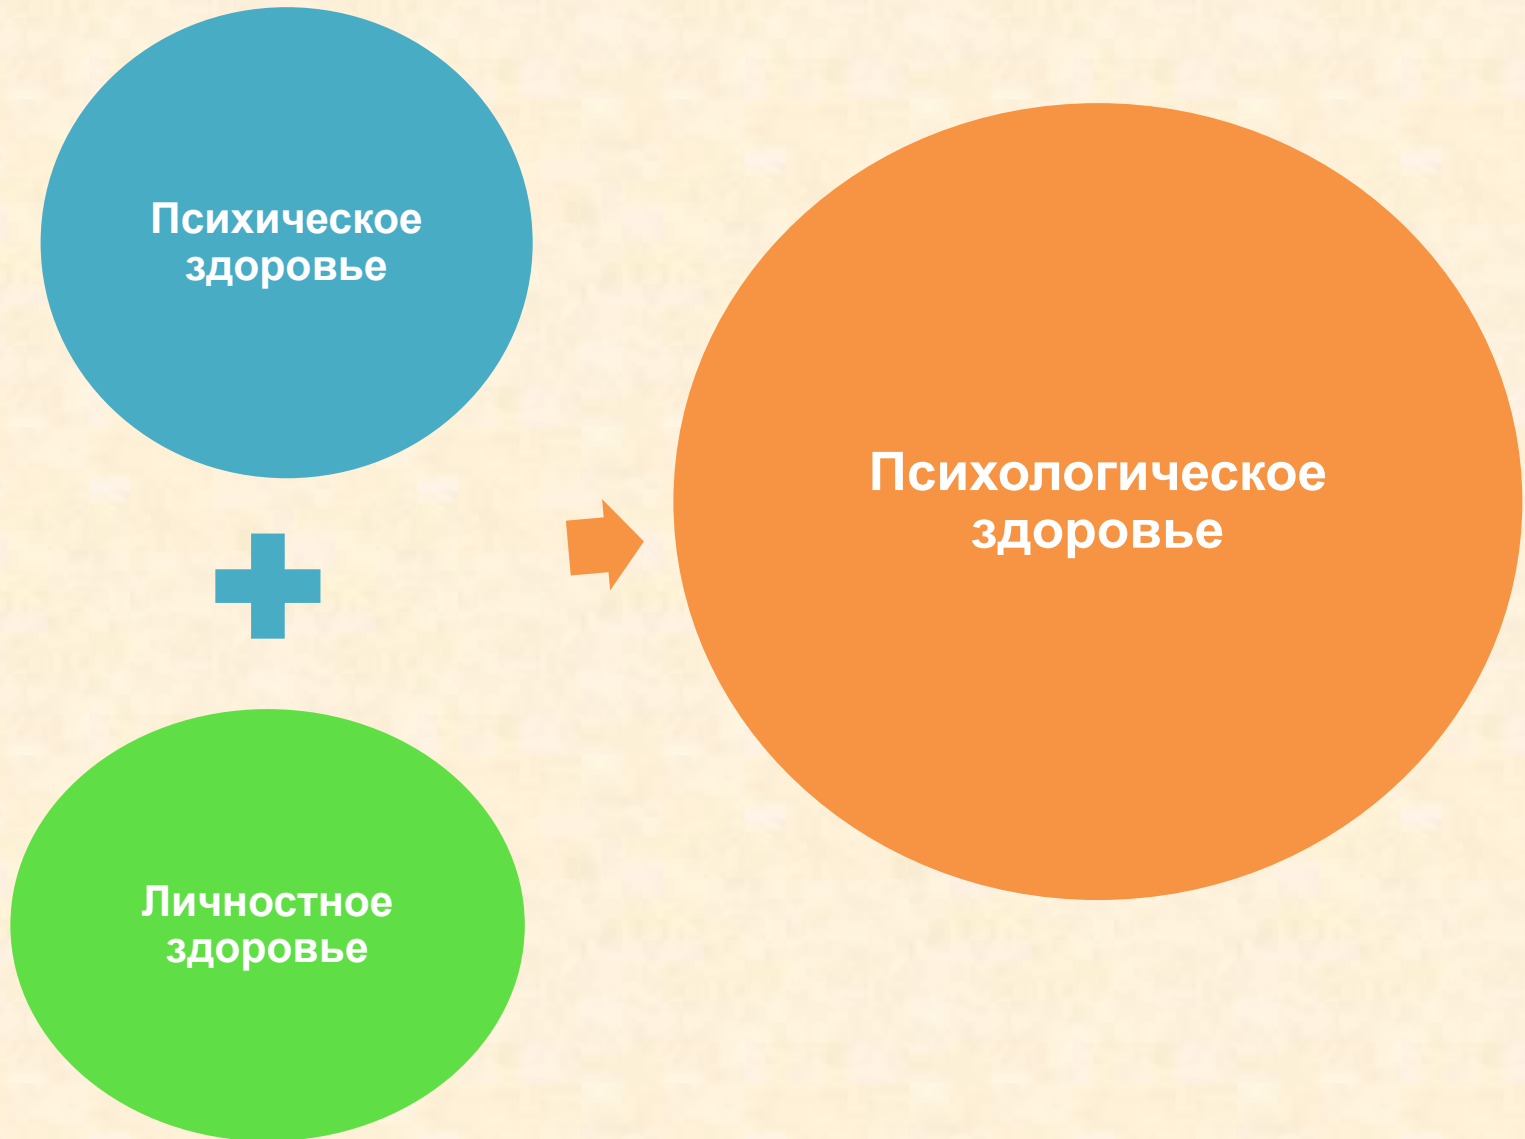 Психическое
здоровье
Личностное
здоровье
Психологическое
здоровье